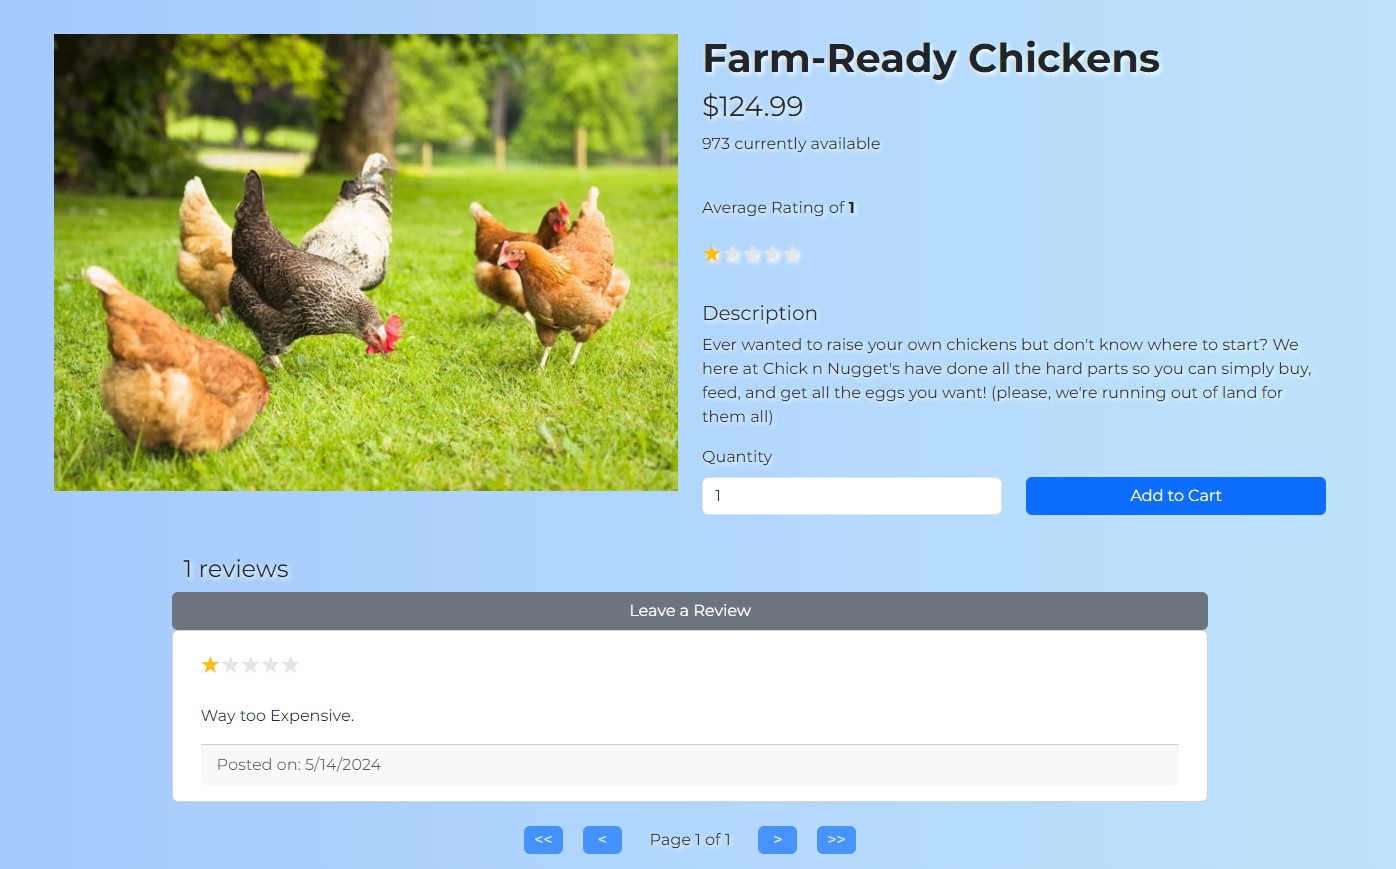 Farm-Ready Chickens
$124.99
973 currently available
Average Rating of 1
Description
Ever wanted to raise your own chickens but don't know where to start? We
here at Chick n Nugget's have done all the hard parts so you can simply buy,
feed, and get all the eggs you want! (please, we're running out of land for
them all)
Quantity
1
Add to Cart
1 reviews
Leave a Review
Way too Expensive.
Posted on: 5/14/2024
<< < Page 1 of 1 > >>